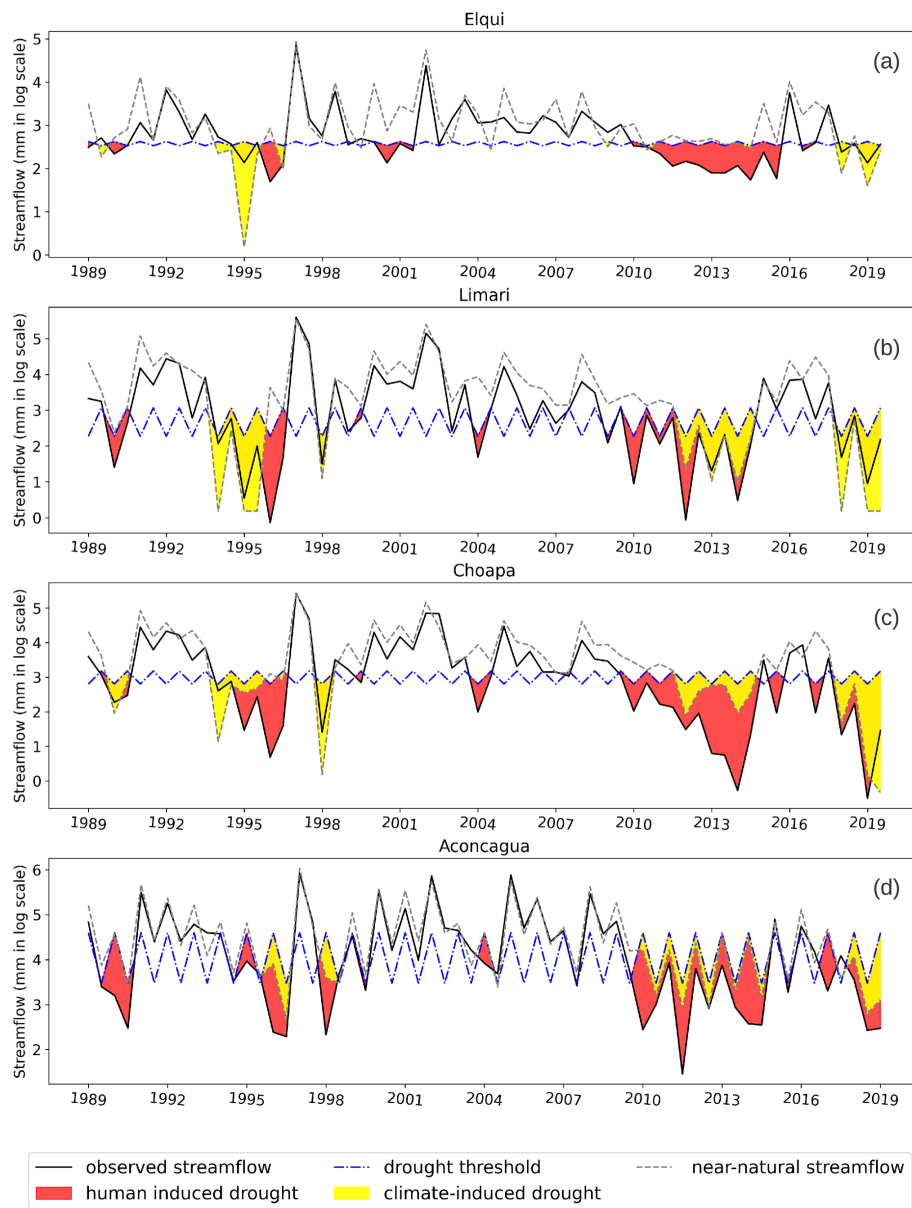 Elqui
(a)
Streamflow (mm in log scale)
5
4
3
2
1
0
1989 1992 1995 1998 2001 2004 2007 2010 2013 2016 2019
Limari
(b)
Streamflow (mm in log scale)
5
4
3
2
1
0
1989 1992 1995 1998 2001 2004 2007 2010 2013 2016 2019
Choapa
(c)
Streamflow (mm in log scale)
5
4
3
2
1
0
1989 1992 1995 1998 2001 2004 2007 2010 2013 2016 2019
Aconcagua
(d)
Streamflow (mm in log scale)
6
5
4
3
2
1989 1992 1995 1998 2001 2004 2007 2010 2013 2016 2019
observed streamflow drought threshold near-natural streamflow
human induced drought climate-induced drought